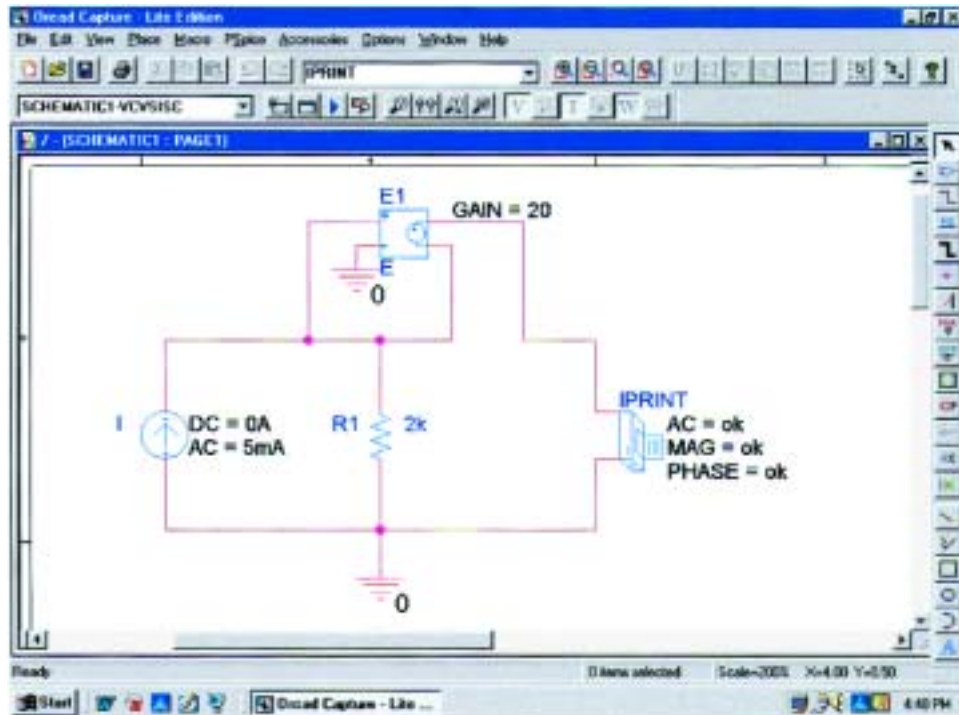 Orcad Capture - Lite Edition
File Edit View Place Macro PSpice Accessories Options Window Help
IPRINT
SCHEMATIC1-VCVSISC
/ - (SCHEMATIC1 : PAGE1)
E1
GAIN = 20
E
0
I
DC = 0A
AC = 5mA
R1
2k
IPRINT
AC = ok
MAG = ok
PHASE = ok
0
Ready
0 items selected
Scale=200%
X=4.00 Y=0.50
Start
Orcad Capture - Lite ...
4:40 PM